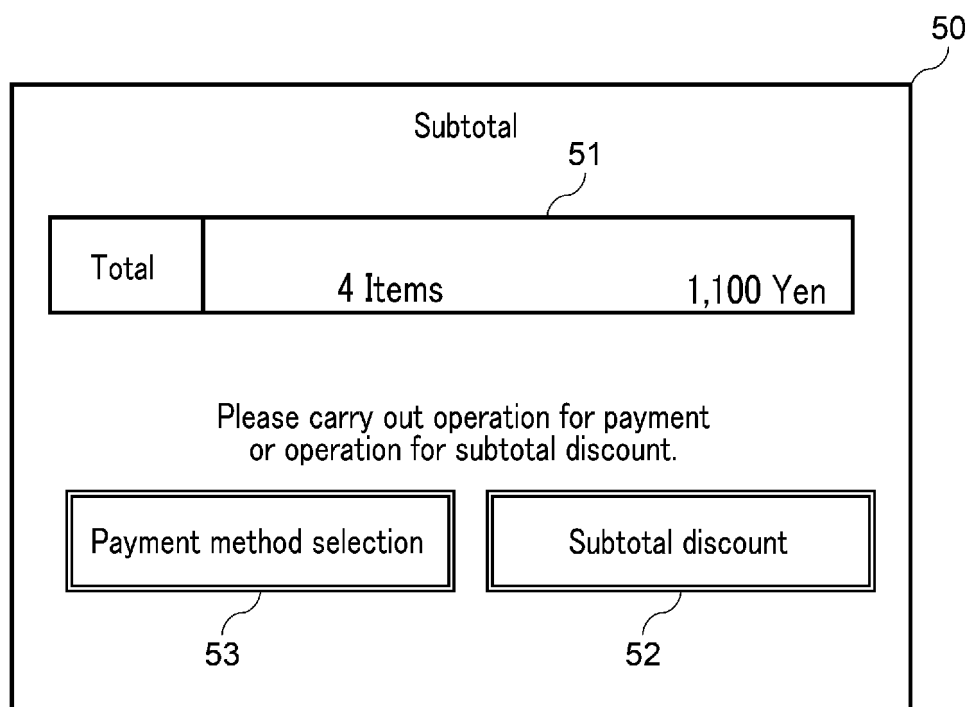 50
Subtotal
51
Total
4 Items
1,100 Yen
Please carry out operation for payment
or operation for subtotal discount.
Payment method selection
Subtotal discount
53
52